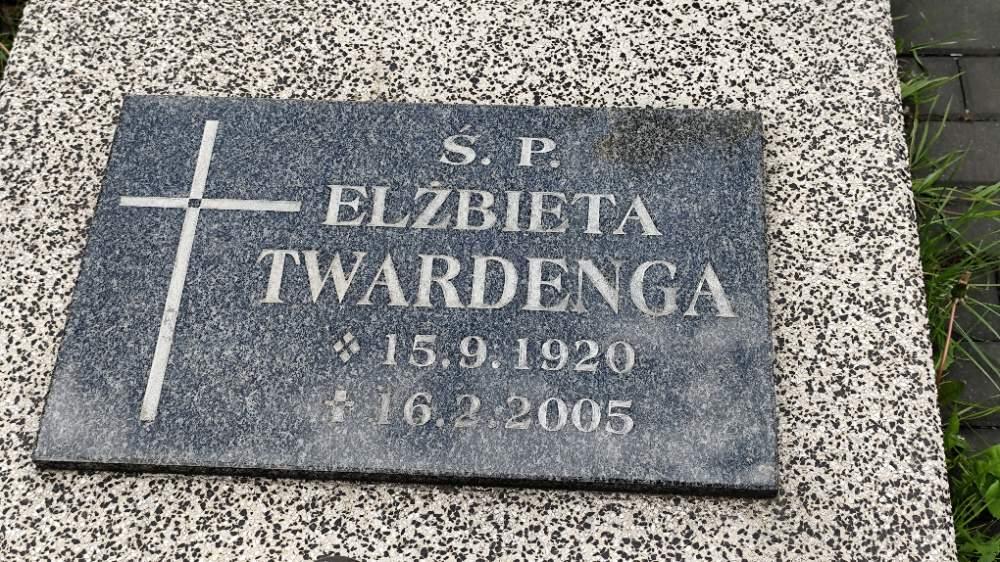 Ś. P.
ELŻBIETA
TWARDENGA
15.9.1920
16.2.2005